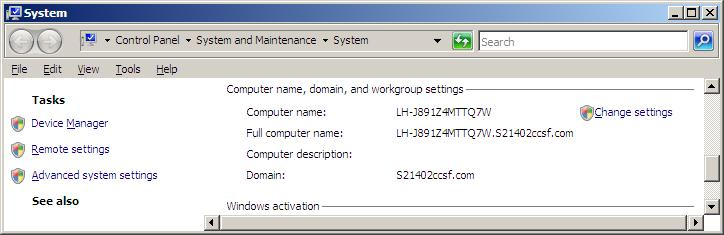 System
Control Panel System and Maintenance System Search
File Edit View Tools Help
Tasks
Device Manager
Remote settings
Advanced system settings
See also
Computer name, domain, and workgroup settings
Computer name: LH-J891Z4MTTQ7W Change settings
Full computer name: LH-J891Z4MTTQ7W.S21402ccsf.com
Computer description:
Domain: S21402ccsf.com
Windows activation